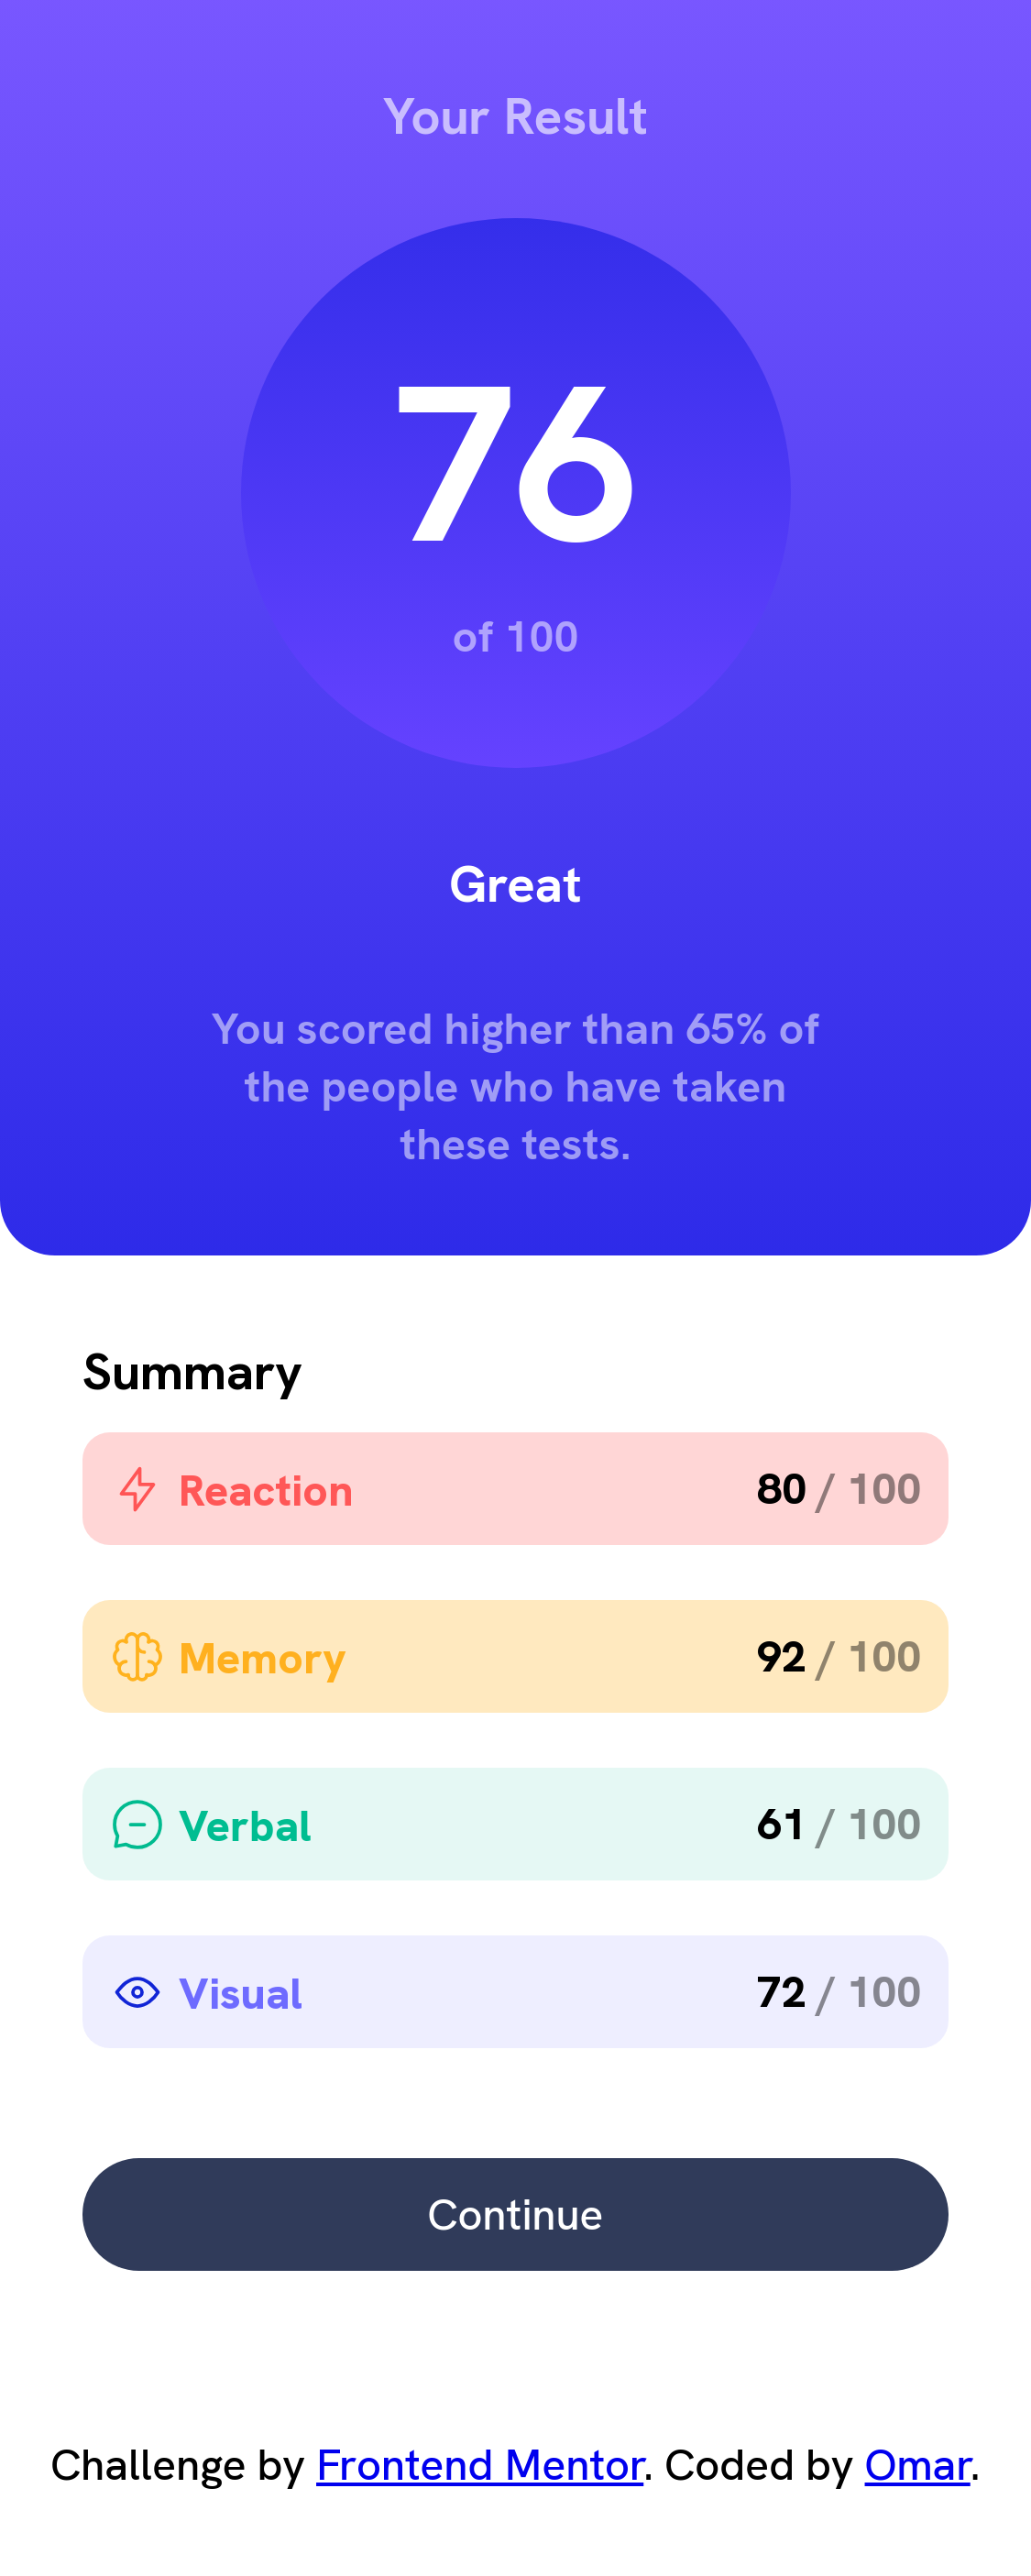 Your Result
76
of 100
Great
You scored higher than 65% of
the people who have taken
these tests.
Summary
Reaction 80 / 100
Memory 92 / 100
Verbal 61 / 100
Visual 72 / 100
Continue
Challenge by Frontend Mentor. Coded by Omar.